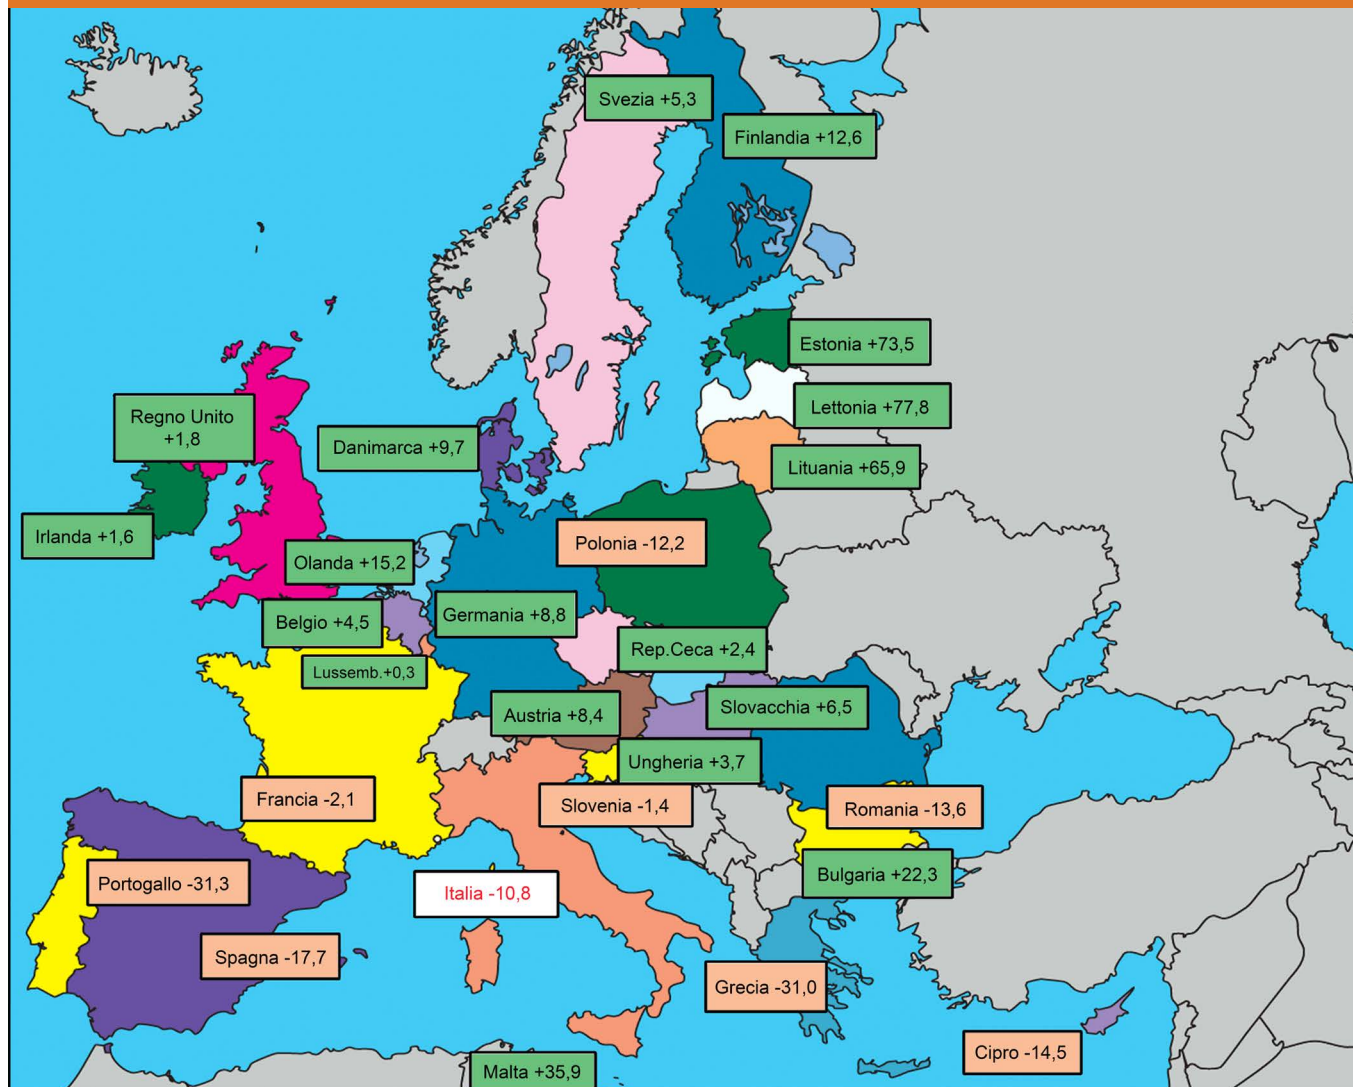 Svezia +5,3
Finlandia +12,6
Estonia +73,5
Lettonia +77,8
Lituania +65,9
Regno Unito
+1,8
Danimarca +9,7
Irlanda +1,6
Polonia -12,2
Olanda +15,2
Germania +8,8
Belgio +4,5
Rep.Ceca +2,4
Lussemb.+0,3
Austria +8,4
Slovacchia +6,5
Ungheria +3,7
Francia -2,1
Slovenia -1,4
Romania -13,6
Portogallo -31,3
Italia -10,8
Bulgaria +22,3
Spagna -17,7
Grecia -31,0
Cipro -14,5
Malta +35,9